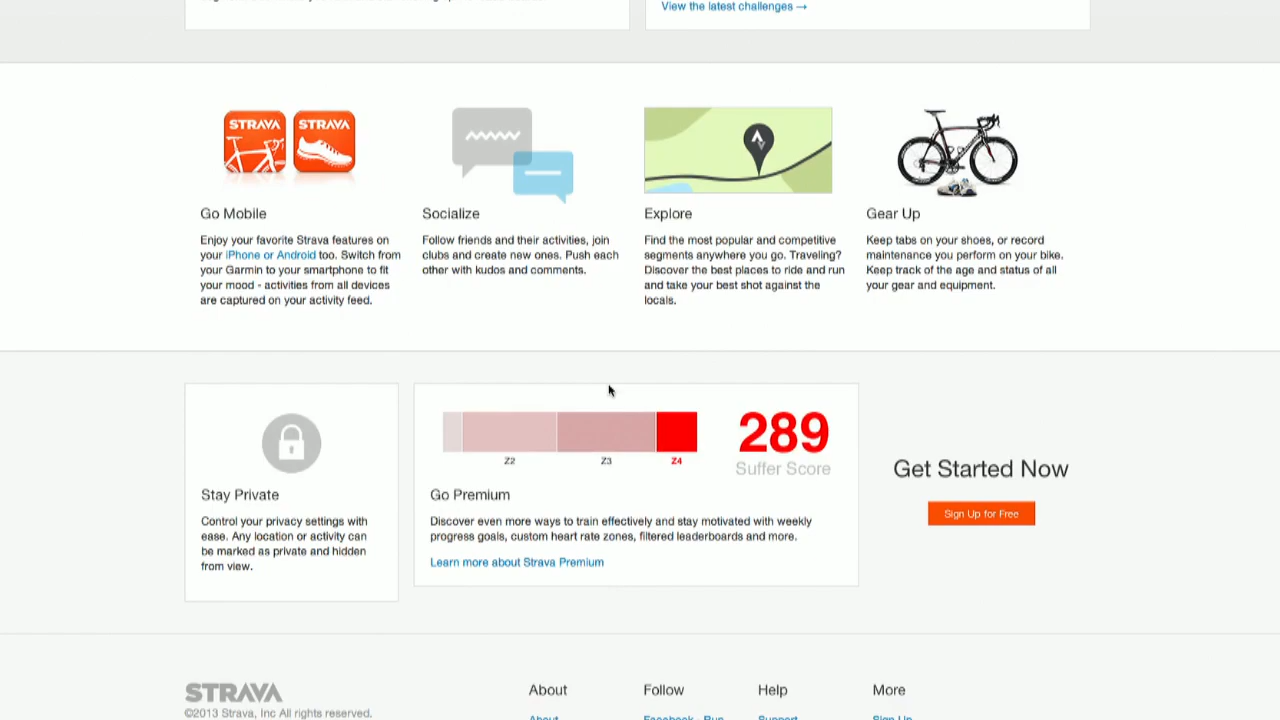 View the latest challenges →
STRAVA STRAVA
Go Mobile
Enjoy your favorite Strava features on
your iPhone or Android too. Switch from
your Garmin to your smartphone to fit
your mood - activities from all devices
are captured on your activity feed.
Socialize
Follow friends and their activities, join
clubs and create new ones. Push each
other with kudos and comments.
Explore
Find the most popular and competitive
segments anywhere you go. Traveling?
Discover the best places to ride and run
and take your best shot against the
locals.
Gear Up
Keep tabs on your shoes, or record
maintenance you perform on your bike.
Keep track of the age and status of all
your gear and equipment.
Stay Private
Control your privacy settings with
ease. Any location or activity can
be marked as private and hidden
from view.
Z2 Z3 Z4
289
Suffer Score
Go Premium
Discover even more ways to train effectively and stay motivated with weekly
progress goals, custom heart rate zones, filtered leaderboards and more.
Learn more about Strava Premium
Get Started Now
Sign Up for Free
STRAVA
©2013 Strava, Inc All rights reserved.
About
About
Follow
Facebook - Run
Help
Support
More
Sign Up